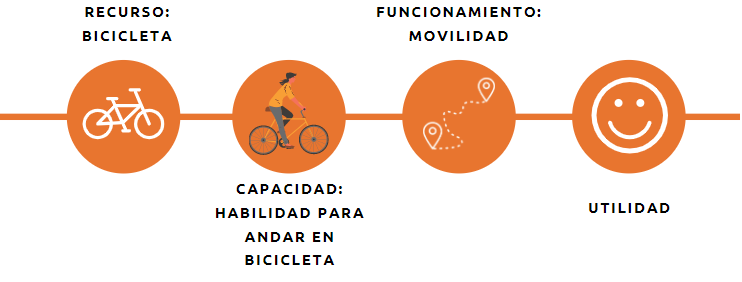 RECURSO:
BICICLETA
CAPACIDAD:
HABILIDAD PARA
ANDAR EN
BICICLETA
FUNCIONAMIENTO:
MOVILIDAD
UTILIDAD